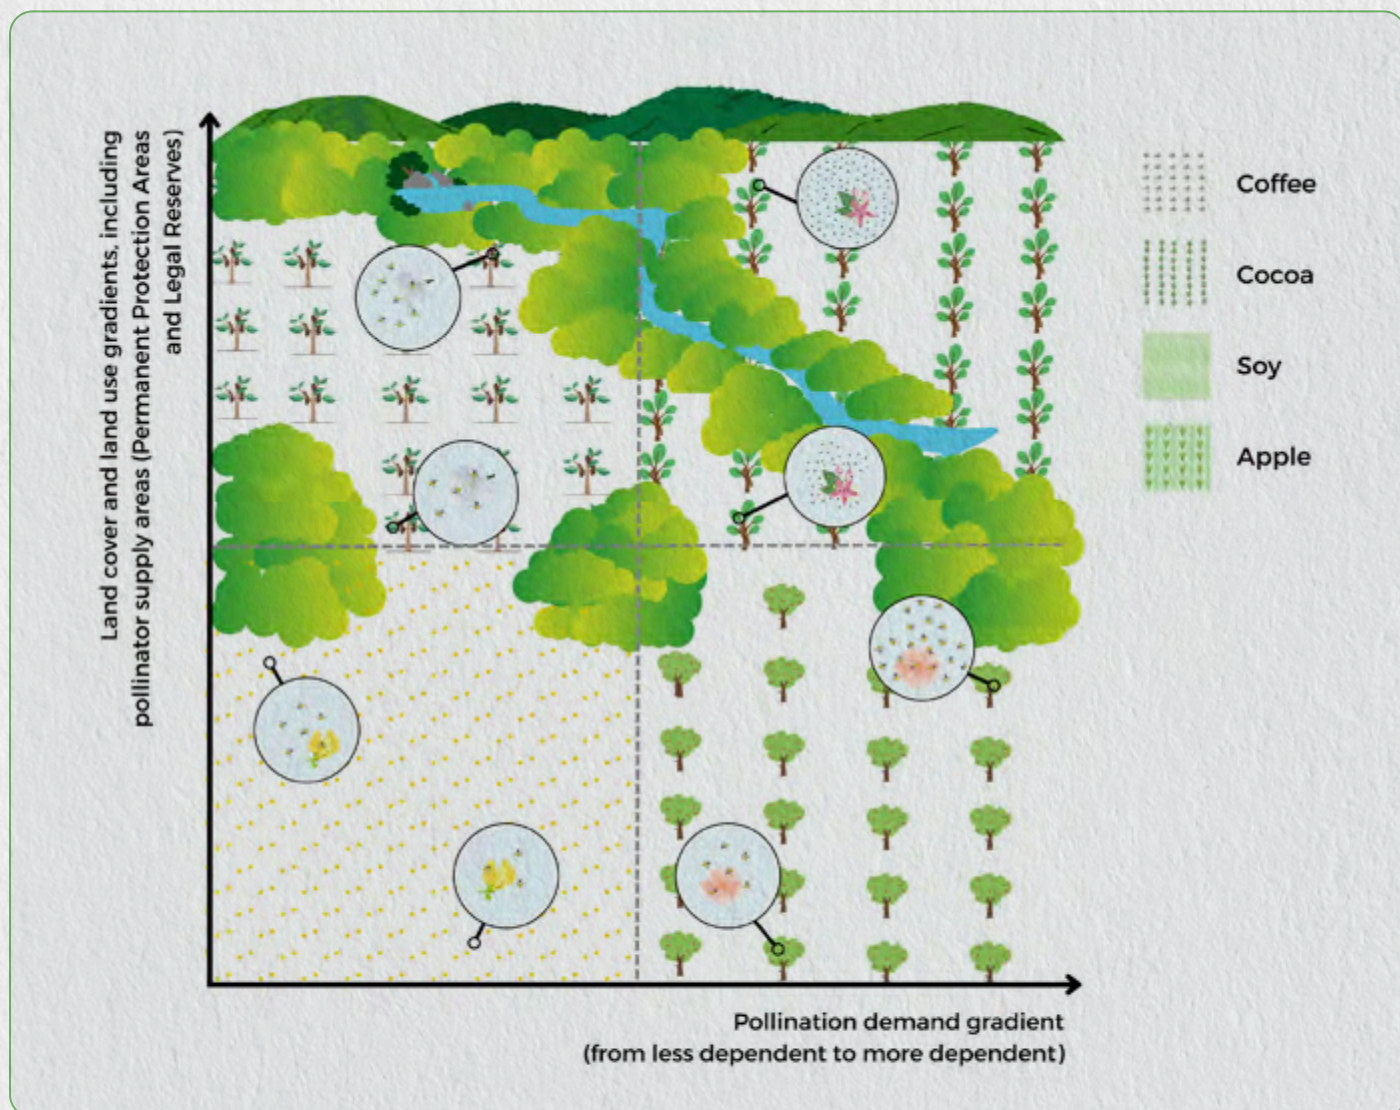 Land cover and land use gradients, including
pollinator supply areas (Permanent Protection Areas
and Legal Reserves)
Coffee
Cocoa
Soy
Apple
Pollination demand gradient
(from less dependent to more dependent)